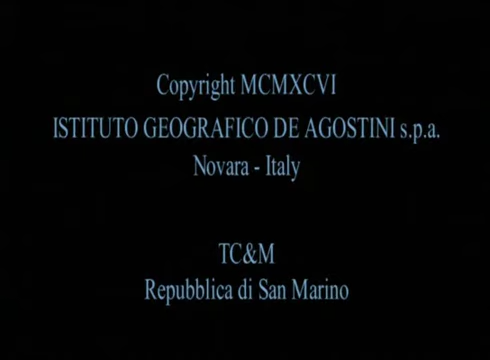 Copyright MCMXCVI
ISTITUTO GEOGRAFICO DE AGOSTINI s.p.a.
Novara - Italy
TC&M
Repubblica di San Marino